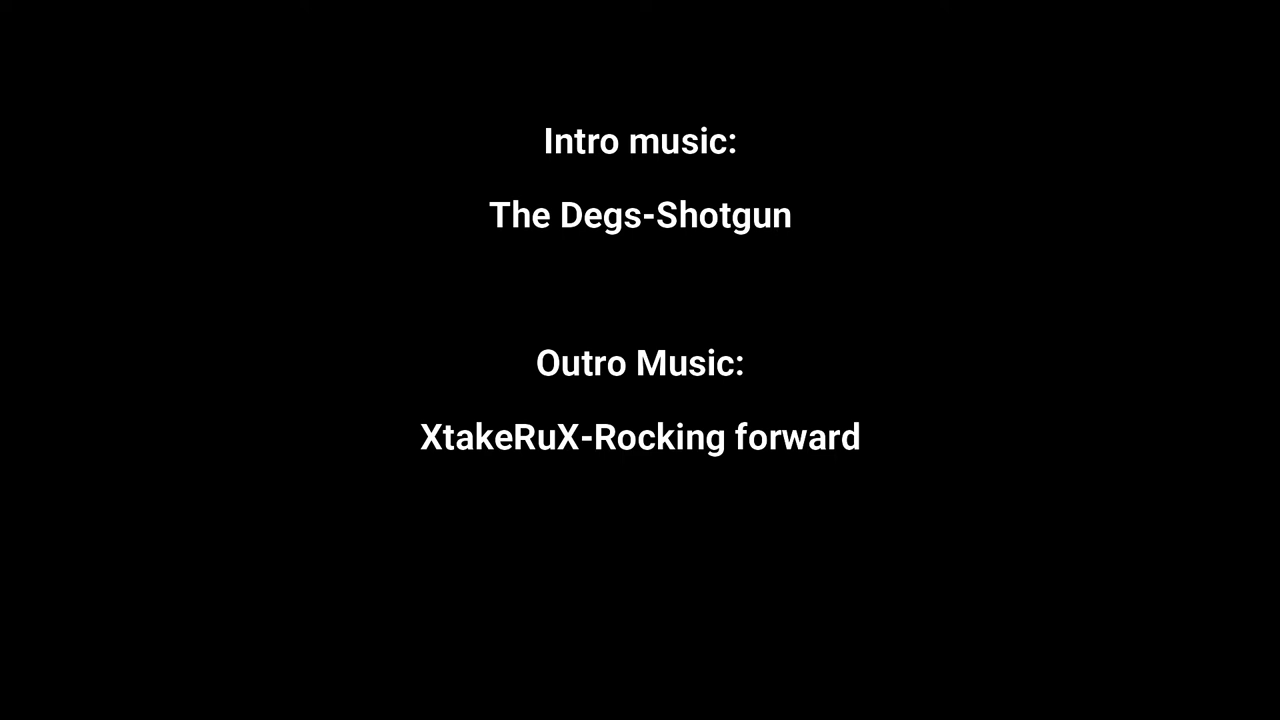 Intro music:
The Degs-Shotgun
Outro Music:
XtakeRuX-Rocking forward